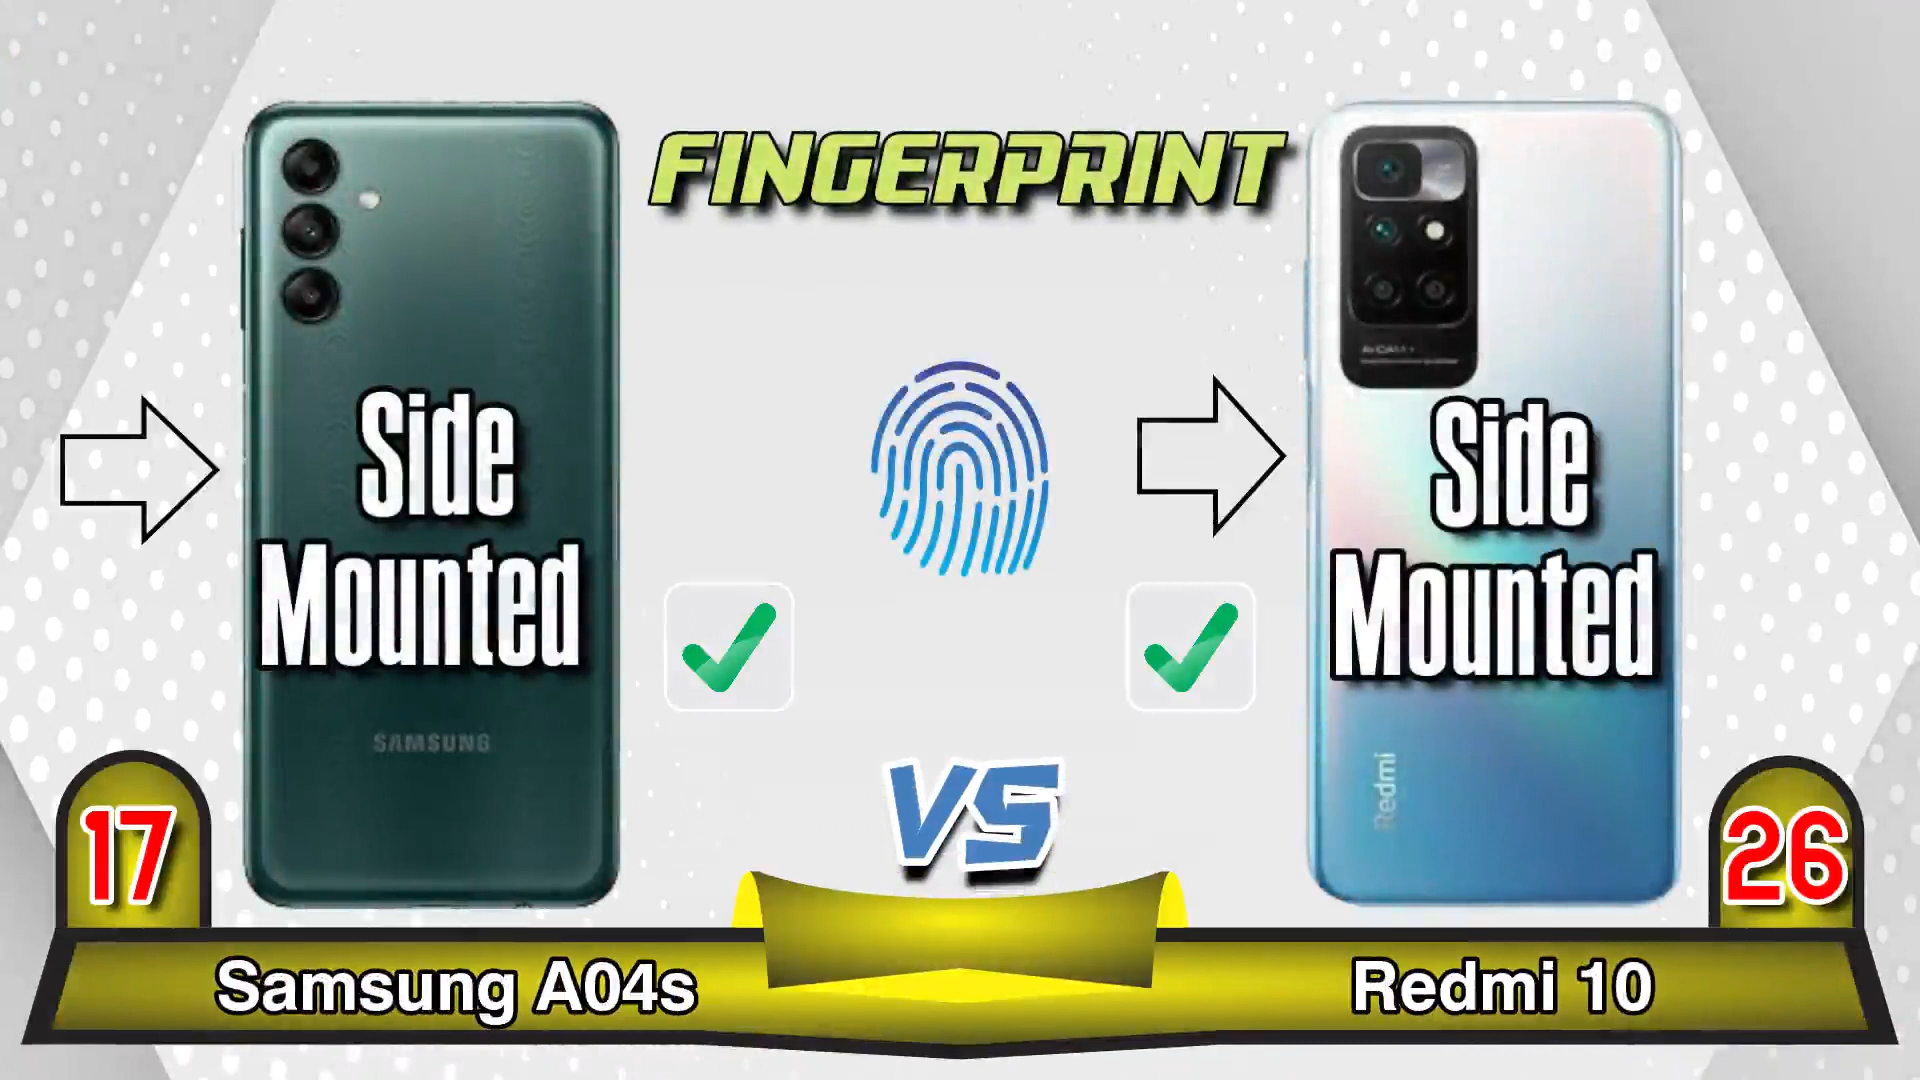 FINGERPRINT
Side
Mounted
SAMSUNG
Side
Mounted
Redmi
VS
17
26
Samsung A04s
Redmi 10